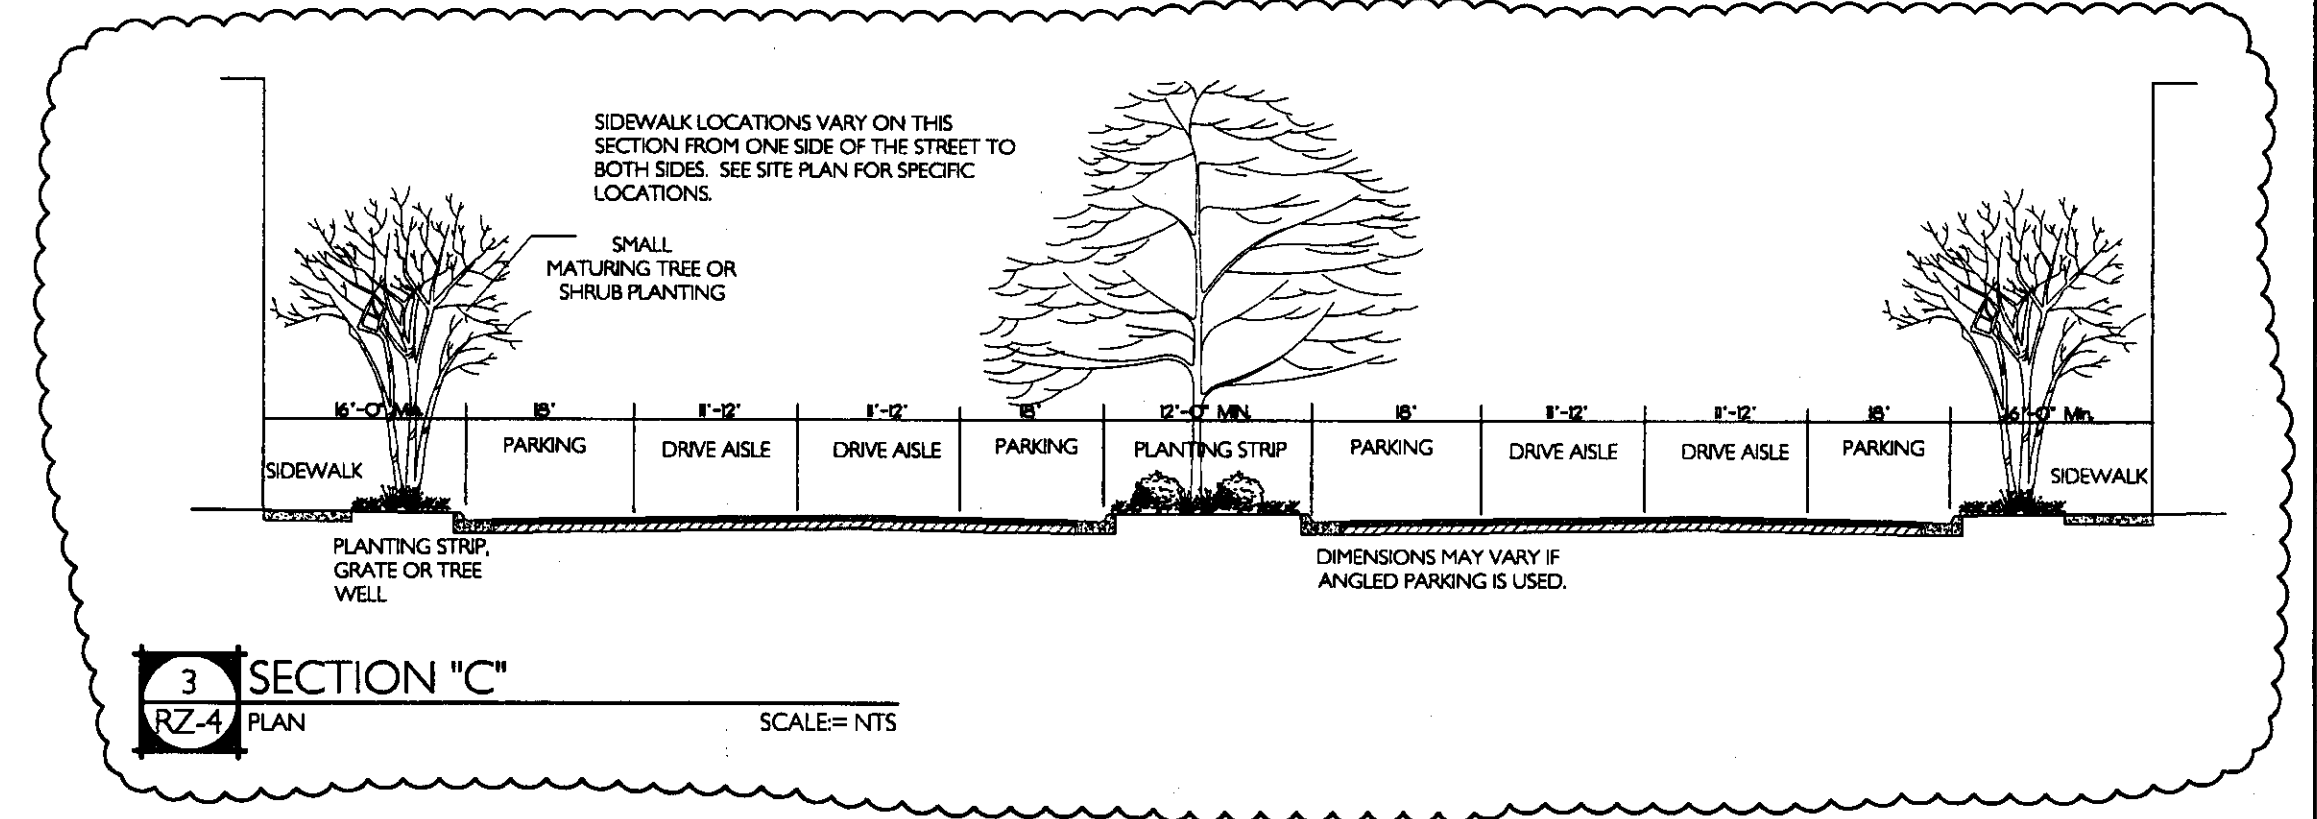 SIDEWALK LOCATIONS VARY ON THIS
SECTION FROM ONE SIDE OF THE STREET TO
BOTH SIDES. SEE SITE PLAN FOR SPECIFIC
LOCATIONS.
SMALL
MATURING TREE OR
SHRUB PLANTING
16'-0" 18' 11'-12' 11'-12' 18' 12'-0" MIN. 18' 11'-12' 11'-12' 18' 16'-0" Min.
PARKING DRIVE AISLE DRIVE AISLE PARKING PLANTING STRIP PARKING DRIVE AISLE DRIVE AISLE PARKING
SIDEWALK SIDEWALK
PLANTING STRIP,
GRATE OR TREE
WELL
DIMENSIONS MAY VARY IF
ANGLED PARKING IS USED.
3 SECTION "C"
RZ-4 PLAN SCALE:= NTS